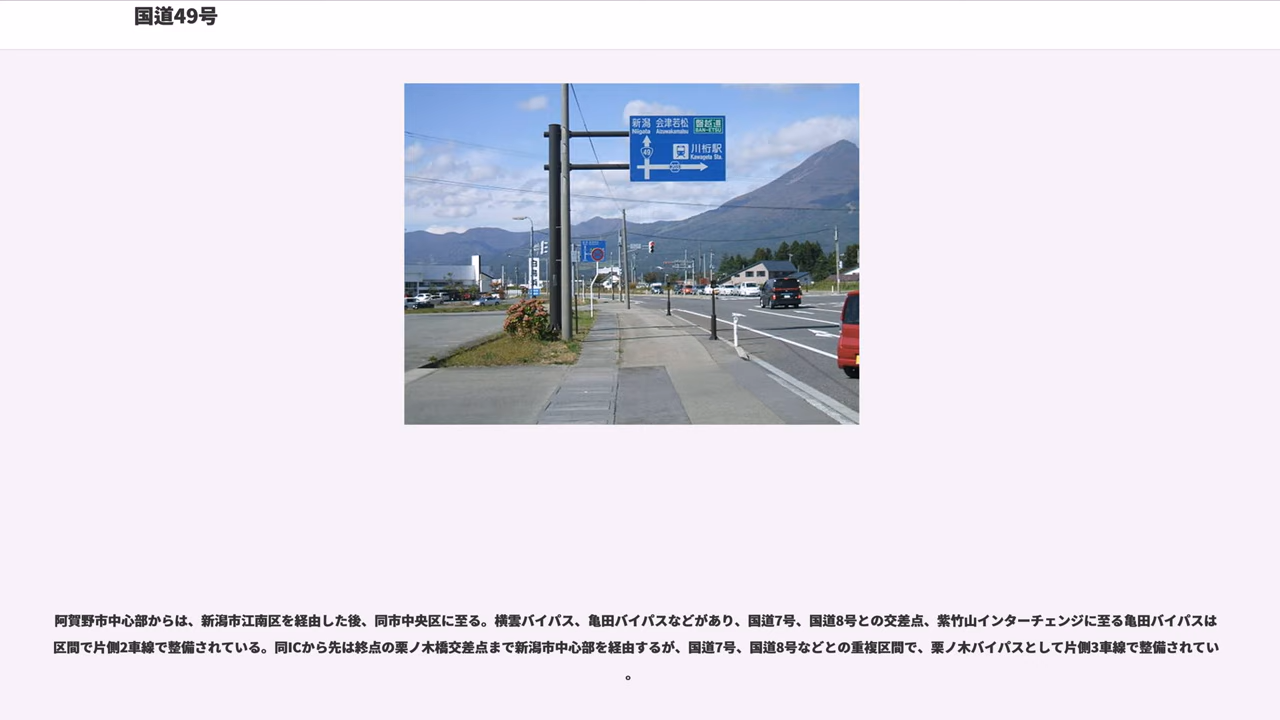 国道49号
新潟 会津若松 磐越道
Niigata Aizuwakamatsu BAN-ETSU
49
川桁駅
Kawageta Sta.
阿賀野市中心部からは、新潟市江南区を経由した後、同市中央区に至る。横雲バイパス、亀田バイパスなどがあり、国道7号、国道8号との交差点、紫竹山インターチェンジに至る亀田バイパスは
区間で片側2車線で整備されている。同ICから先は終点の栗ノ木橋交差点まで新潟市中心部を経由するが、国道7号、国道8号などとの重複区間で、栗ノ木バイパスとして片側3車線で整備されてい
。